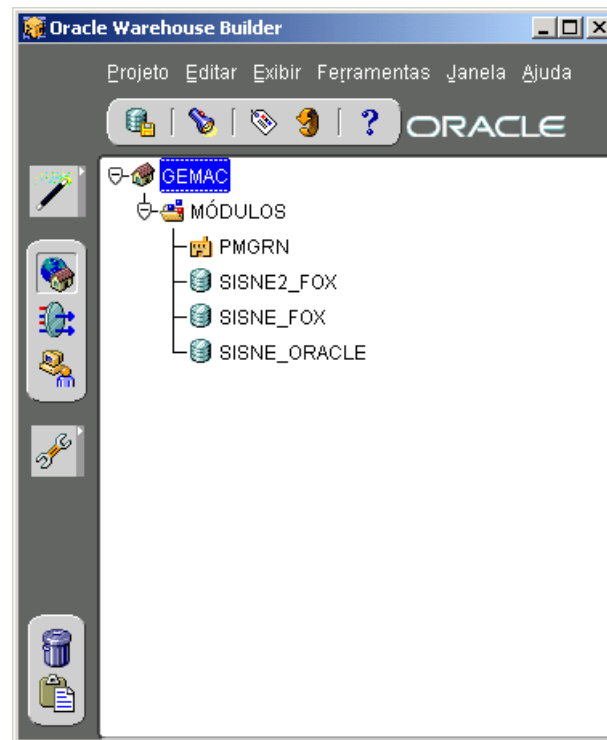 Oracle Warehouse Builder
Projeto Editar Exibir Ferramentas Janela Ajuda
ORACLE
GEMAC
MÓDULOS
PMGRN
SISNE2_FOX
SISNE_FOX
SISNE_ORACLE